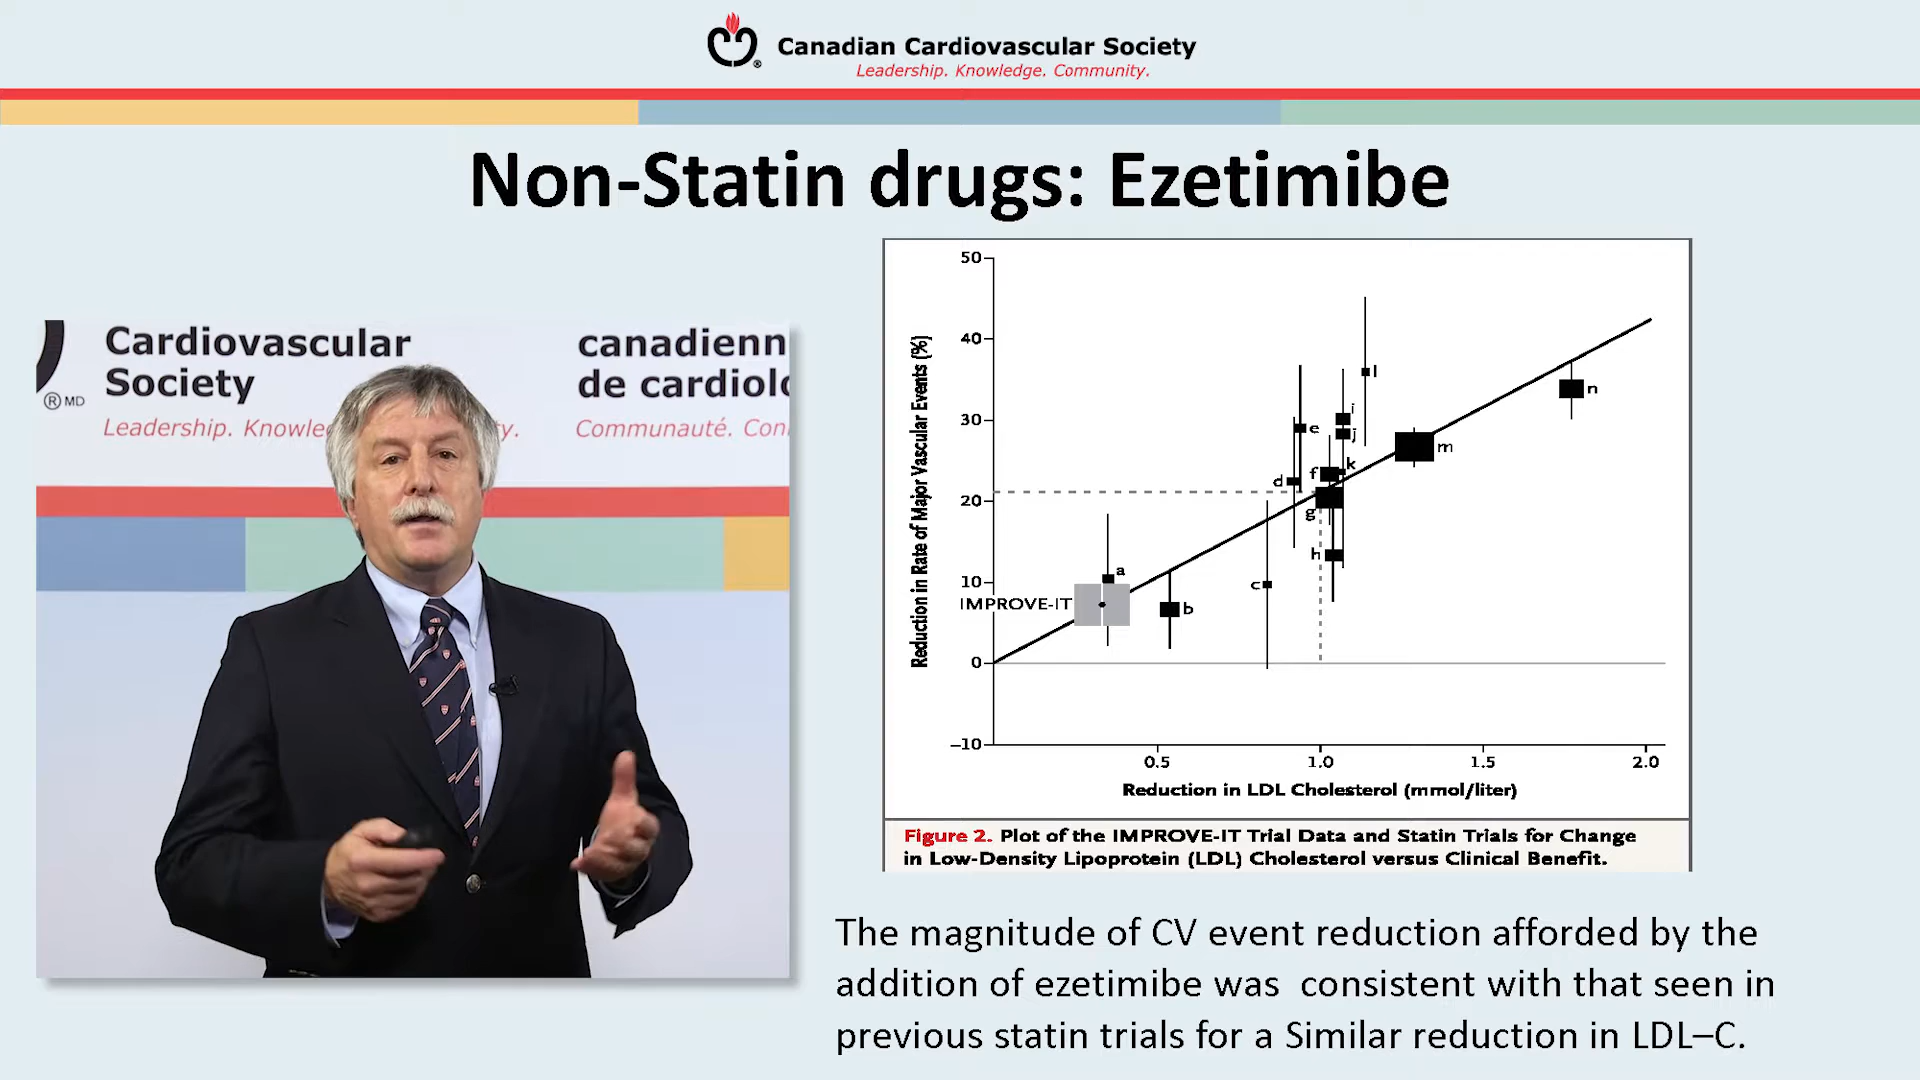 Canadian Cardiovascular Society
Leadership. Knowledge. Community.
Non-Statin drugs: Ezetimibe
Cardiovascular
Society
® MD
Leadership. Knowle
y.
canadienn
de cardiolo
Communauté. Con
Reduction in Rate of Major Vascular Events (%)
50
40
30
20
10
0
–10
IMPROVE-IT
a
b
c
d
e
f
g
h
i
j
k
l
m
n
0.5
1.0
1.5
2.0
Reduction in LDL Cholesterol (mmol/liter)
Figure 2. Plot of the IMPROVE-IT Trial Data and Statin Trials for Change
in Low-Density Lipoprotein (LDL) Cholesterol versus Clinical Benefit.
The magnitude of CV event reduction afforded by the
addition of ezetimibe was consistent with that seen in
previous statin trials for a Similar reduction in LDL–C.